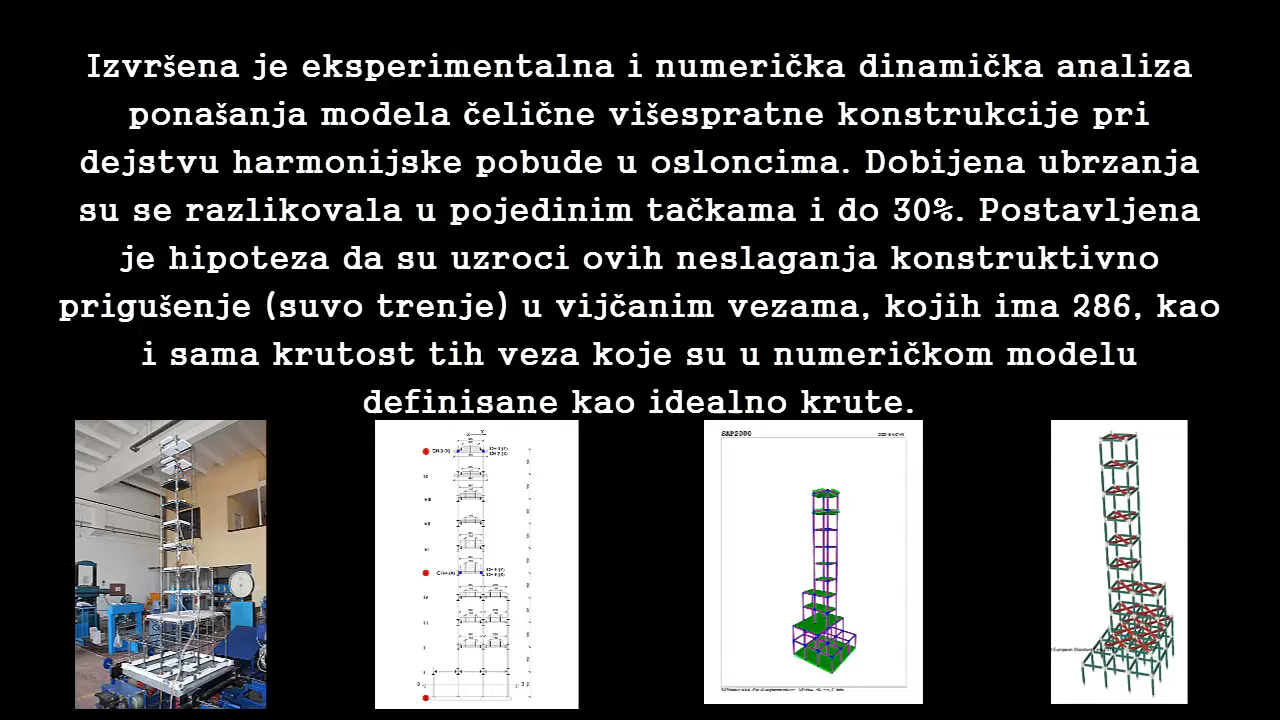 Izvršena je eksperimentalna i numerička dinamička analiza
ponašanja modela čelične višespratne konstrukcije pri
dejstvu harmonijske pobude u osloncima. Dobijena ubrzanja
su se razlikovala u pojedinim tačkama i do 30%. Postavljena
je hipoteza da su uzroci ovih neslaganja konstruktivno
prigušenje (suvo trenje) u vijčanim vezama, kojih ima 286, kao
i sama krutost tih veza koje su u numeričkom modelu
definisane kao idealno krute.
SAP2000
European Standard